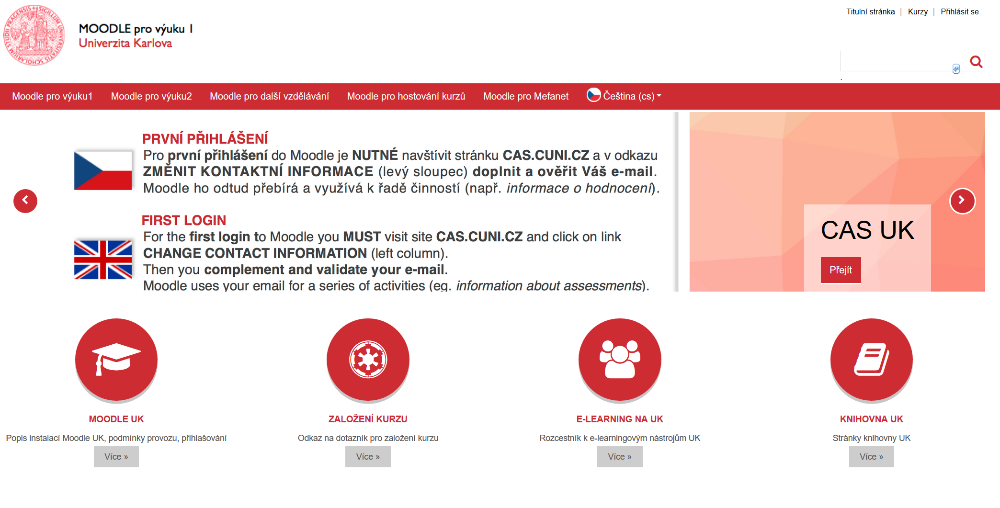 SIGILLUM UNIVERSITATIS SCHOLARIUM STUDII PRAGENSIS
MOODLE pro výuku 1
Univerzita Karlova
Titulní stránka | Kurzy | Přihlásit se
.
Moodle pro výuku1 Moodle pro výuku2 Moodle pro další vzdělávání Moodle pro hostování kurzů Moodle pro Mefanet Čeština (cs)
PRVNÍ PŘIHLÁŠENÍ
Pro první přihlášení do Moodle je NUTNÉ navštívit stránku CAS.CUNI.CZ a v odkazu
ZMĚNIT KONTAKTNÍ INFORMACE (levý sloupec) doplnit a ověřit Váš e-mail.
Moodle ho odtud přebírá a využívá k řadě činností (např. informace o hodnocení).
FIRST LOGIN
For the first login to Moodle you MUST visit site CAS.CUNI.CZ and click on link
CHANGE CONTACT INFORMATION (left column).
Then you complement and validate your e-mail.
Moodle uses your email for a series of activities (eg. information about assessments).
CAS UK
Přejít
MOODLE UK
Popis instalací Moodle UK, podmínky provozu, přihlašování
Více »
ZALOŽENÍ KURZU
Odkaz na dotazník pro založení kurzu
Více »
E-LEARNING NA UK
Rozcestník k e-learningovým nástrojům UK
Více »
KNIHOVNA UK
Stránky knihovny UK
Více »